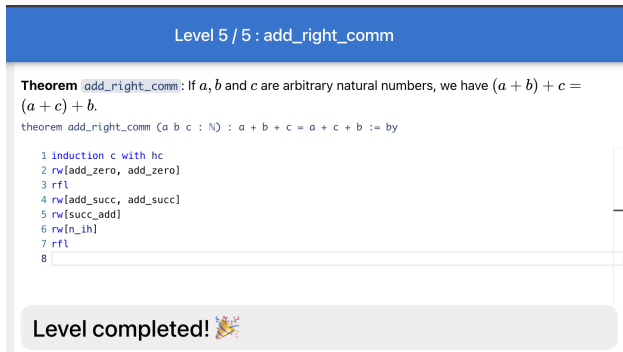 Level 5 / 5 : add_right_comm
Theorem add_right_comm: If a, b and c are arbitrary natural numbers, we have (a + b) + c =
(a + c) + b.
theorem add_right_comm (a b c : ℕ) : a + b + c = a + c + b := by
1 induction c with hc
2 rw[add_zero, add_zero]
3 rfl
4 rw[add_succ, add_succ]
5 rw[succ_add]
6 rw[n_ih]
7 rfl
8
Level completed! 🎉